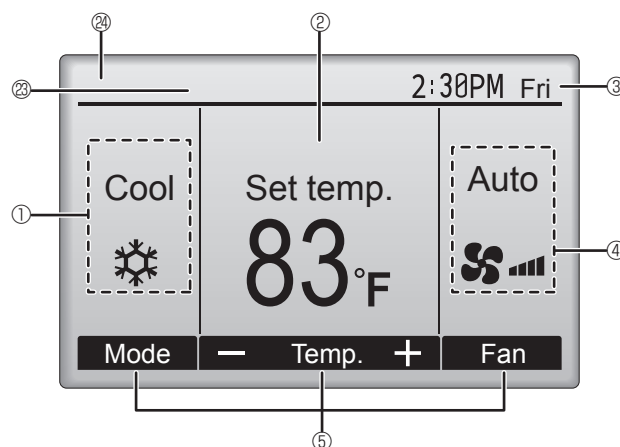 ㉔ ②
㉓ 2:30PM Fri ③
① Cool Set temp. Auto
83°F ④
Mode − Temp. + Fan
⑤